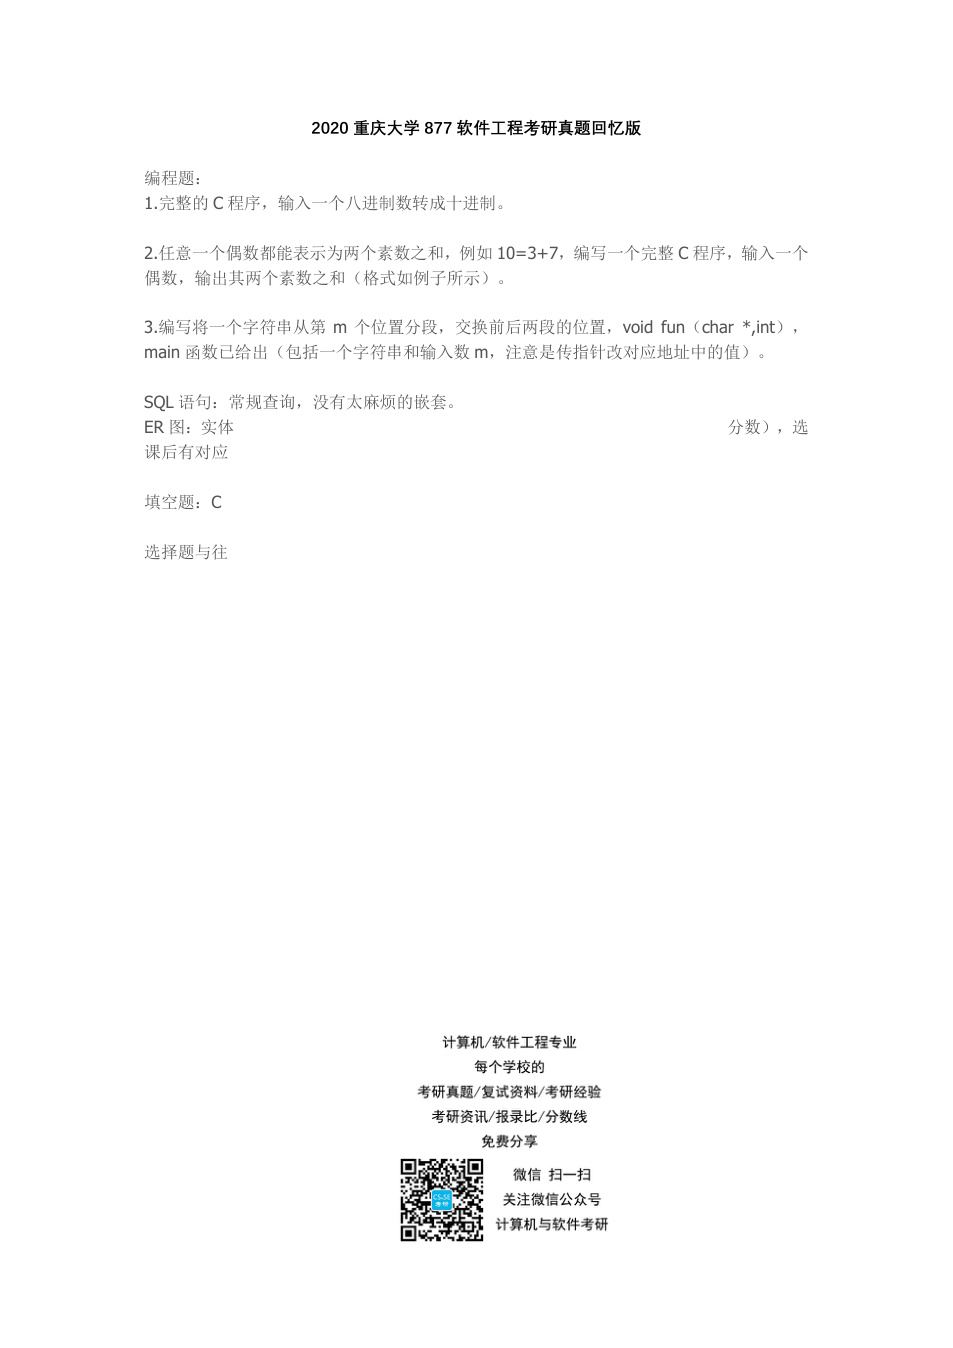 2020 重庆大学 877 软件工程考研真题回忆版
编程题：
1.完整的 C 程序，输入一个八进制数转成十进制。
2.任意一个偶数都能表示为两个素数之和，例如 10=3+7，编写一个完整 C 程序，输入一个
偶数，输出其两个素数之和（格式如例子所示）。
3.编写将一个字符串从第 m 个位置分段，交换前后两段的位置，void fun（char *,int），
main 函数已给出（包括一个字符串和输入数 m，注意是传指针改对应地址中的值）。
SQL 语句：常规查询，没有太麻烦的嵌套。
ER 图：实体 分数），选
课后有对应
填空题：C
选择题与往
计算机/软件工程专业
每个学校的
考研真题/复试资料/考研经验
考研资讯/报录比/分数线
免费分享
微信 扫一扫
关注微信公众号
计算机与软件考研
CS-SE
考研